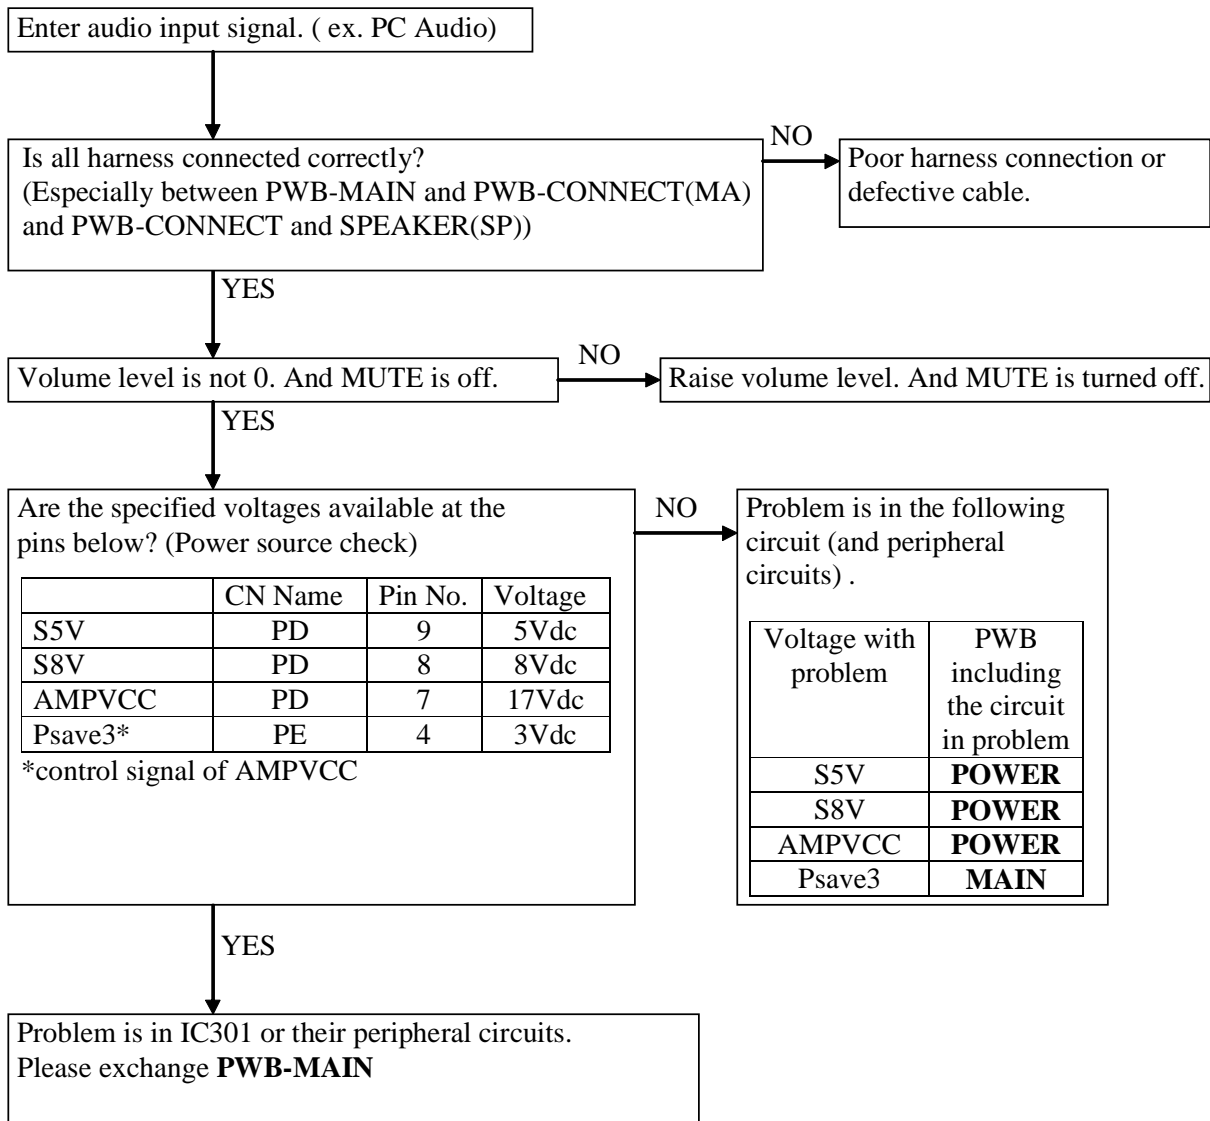 Enter audio input signal. ( ex. PC Audio)
Is all harness connected correctly?
(Especially between PWB-MAIN and PWB-CONNECT(MA)
and PWB-CONNECT and SPEAKER(SP))
NO
Poor harness connection or
defective cable.
YES
Volume level is not 0. And MUTE is off.
NO
Raise volume level. And MUTE is turned off.
YES
Are the specified voltages available at the
pins below? (Power source check)
CN Name Pin No. Voltage
S5V PD 9 5Vdc
S8V PD 8 8Vdc
AMPVCC PD 7 17Vdc
Psave3* PE 4 3Vdc
*control signal of AMPVCC
NO
Problem is in the following
circuit (and peripheral
circuits) .
Voltage with PWB
problem including
the circuit
in problem
S5V POWER
S8V POWER
AMPVCC POWER
Psave3 MAIN
YES
Problem is in IC301 or their peripheral circuits.
Please exchange PWB-MAIN